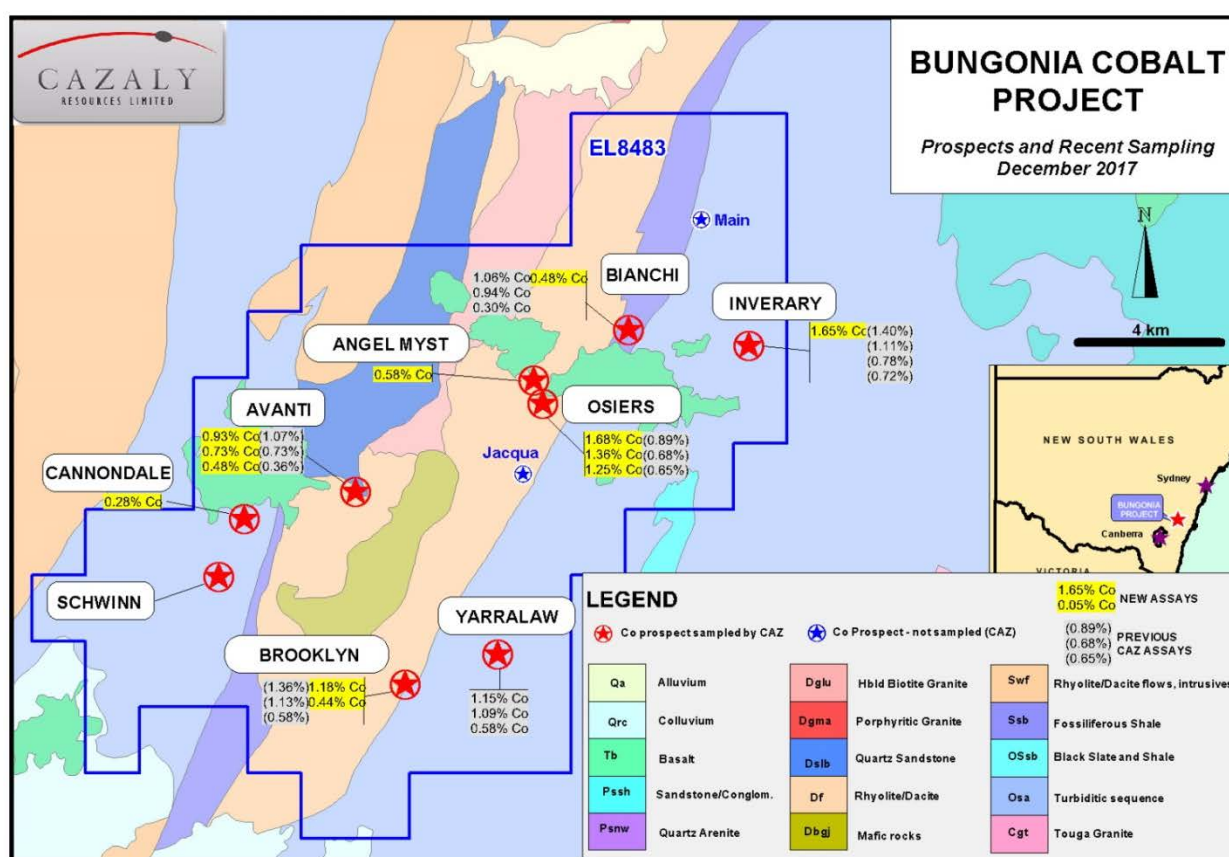 CAZALY
RESOURCES LIMITED
BUNGONIA COBALT
PROJECT
Prospects and Recent Sampling
December 2017
EL8483
Main
N
4 km
BIANCHI
1.06% Co 0.48% Co
0.94% Co
0.30% Co
INVERARY
1.65% Co (1.40%)
(1.11%)
(0.78%)
(0.72%)
ANGEL MYST
0.58% Co
OSIERS
1.68% Co (0.89%)
1.36% Co (0.68%)
1.25% Co (0.65%)
AVANTI
0.93% Co (1.07%)
0.73% Co (0.73%)
0.48% Co (0.36%)
Jacqua
CANNONDALE
0.28% Co
SCHWINN
YARRALAW
1.15% Co
1.09% Co
0.58% Co
BROOKLYN
(1.36%) 1.18% Co
(1.13%) 0.44% Co
(0.58%)
NEW SOUTH WALES
Sydney
BUNGONIA
PROJECT
Canberra
VICTORIA
LEGEND
1.65% Co
0.05% Co
NEW ASSAYS
Co prospect sampled by CAZ
Co Prospect - not sampled (CAZ)
(0.89%)
(0.68%)
(0.65%)
PREVIOUS
CAZ ASSAYS
Qa Alluvium
Qrc Colluvium
Tb Basalt
Pssh Sandstone/Conglom.
Psnw Quartz Arenite
Dglu Hbld Biotite Granite
Dgma Porphyritic Granite
Dslb Quartz Sandstone
Df Rhyolite/Dacite
Dbgj Mafic rocks
Swf Rhyolite/Dacite flows, intrusives
Ssb Fossiliferous Shale
OSsb Black Slate and Shale
Osa Turbiditic sequence
Cgt Touga Granite